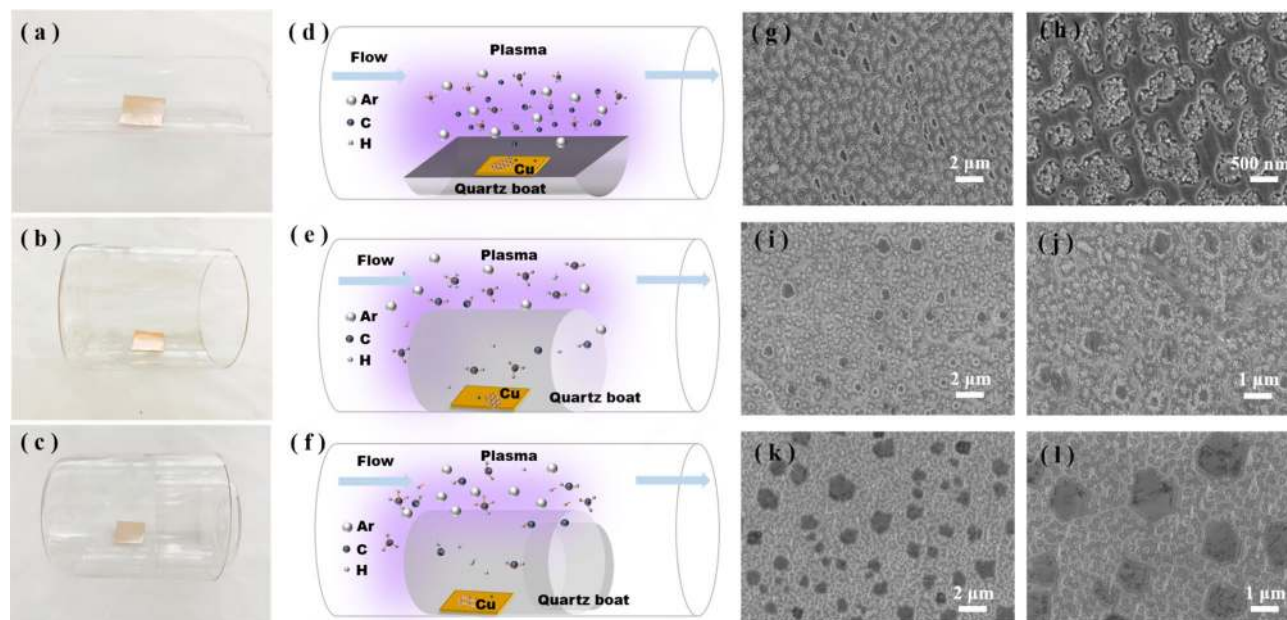 ( a )
( d )
Plasma
Flow
Ar
C
H
Cu
Quartz boat
( g )
2 μm
( h )
500 nm
( b )
( e )
Plasma
Flow
Ar
C
H
Cu
Quartz boat
( i )
2 μm
( j )
1 μm
( c )
( f )
Plasma
Flow
Ar
C
H
Cu
Quartz boat
( k )
2 μm
( l )
1 μm